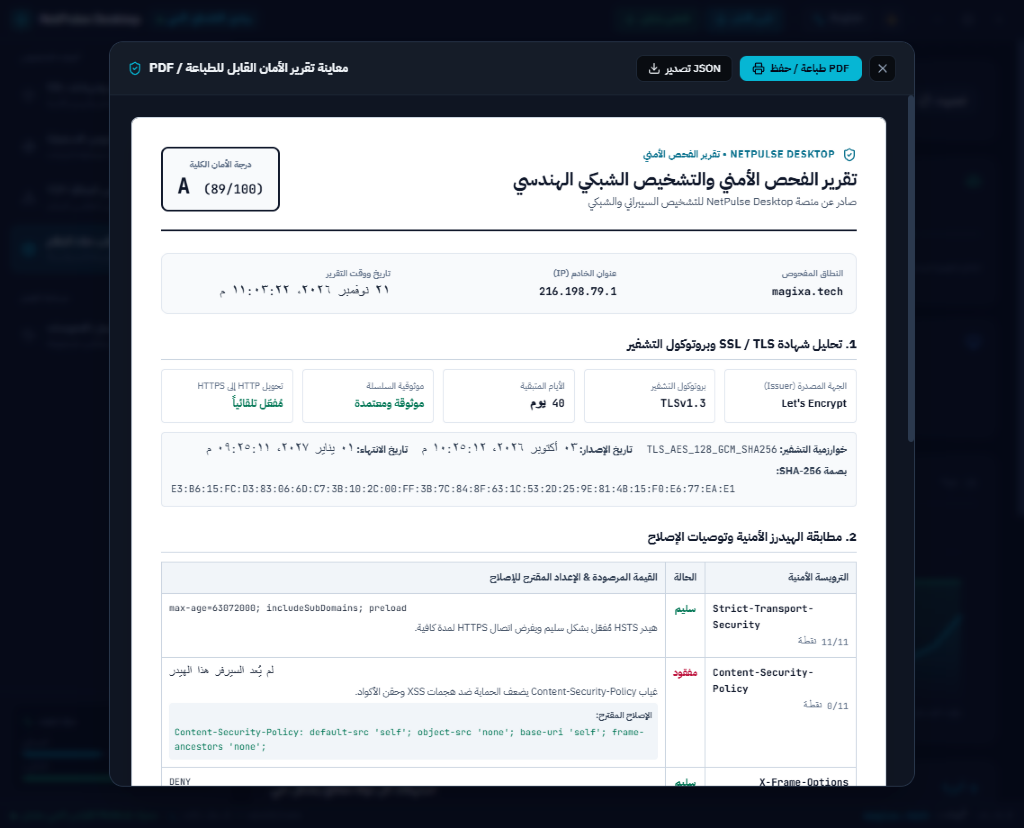 معاينة تقرير الأمان القابل للطباعة / PDF
تصدير JSON
طباعة / حفظ PDF
NETPULSE DESKTOP • تقرير الفحص الأمني
تقرير الفحص الأمني والتشخيص الشبكي الهندسي
صادر عن منصة NetPulse Desktop للتشخيص السيبراني والشبكي
درجة الأمان الكلية
A (89/100)
النطاق المفحوص
magixa.tech
عنوان الخادم (IP)
216.198.79.1
تاريخ ووقت التقرير
٢١ نوفمبر ٢٠٢٦، ١١:٠٣:٢٢ م
1. تحليل شهادة SSL / TLS وبروتوكول التشفير
الجهة المصدرة (Issuer)
Let's Encrypt
بروتوكول التشفير
TLSv1.3
الأيام المتبقية
40 يوم
موثوقية السلسلة
موثوقة ومعتمدة
تحويل HTTP إلى HTTPS
مُفعّل تلقائياً
خوارزمية التشفير: TLS_AES_128_GCM_SHA256 تاريخ الإصدار: ٠٣ أكتوبر ٢٠٢٦، ١٠:٢٥:١٢ م تاريخ الانتهاء: ٠١ يناير ٢٠٢٧، ٠٩:٢٥:١١ م
بصمة SHA-256:
E3:B6:15:FC:D3:83:06:6D:C7:3B:10:2C:00:FF:3B:7C:84:8F:63:1C:53:2D:25:9E:81:4B:15:F0:E6:77:EA:E1
2. مطابقة الهيدرز الأمنية وتوصيات الإصلاح
الترويسة الأمنية
الحالة
القيمة المرصودة & الإعداد المقترح للإصلاح
Strict-Transport-
Security
11/11 نقطة
سليم
max-age=63072000; includeSubDomains; preload
هيدر HSTS مُفعّل بشكل سليم ويفرض اتصال HTTPS لمدة كافية.
Content-Security-
Policy
0/11 نقطة
مفقود
لم يُعد السيرفر هذا الهيدر
غياب Content-Security-Policy يضعف الحماية ضد هجمات XSS وحقن الأكواد.
الإصلاح المقترح:
Content-Security-Policy: default-src 'self'; object-src 'none'; base-uri 'self'; frame-
ancestors 'none';
X-Frame-Options
سليم
DENY